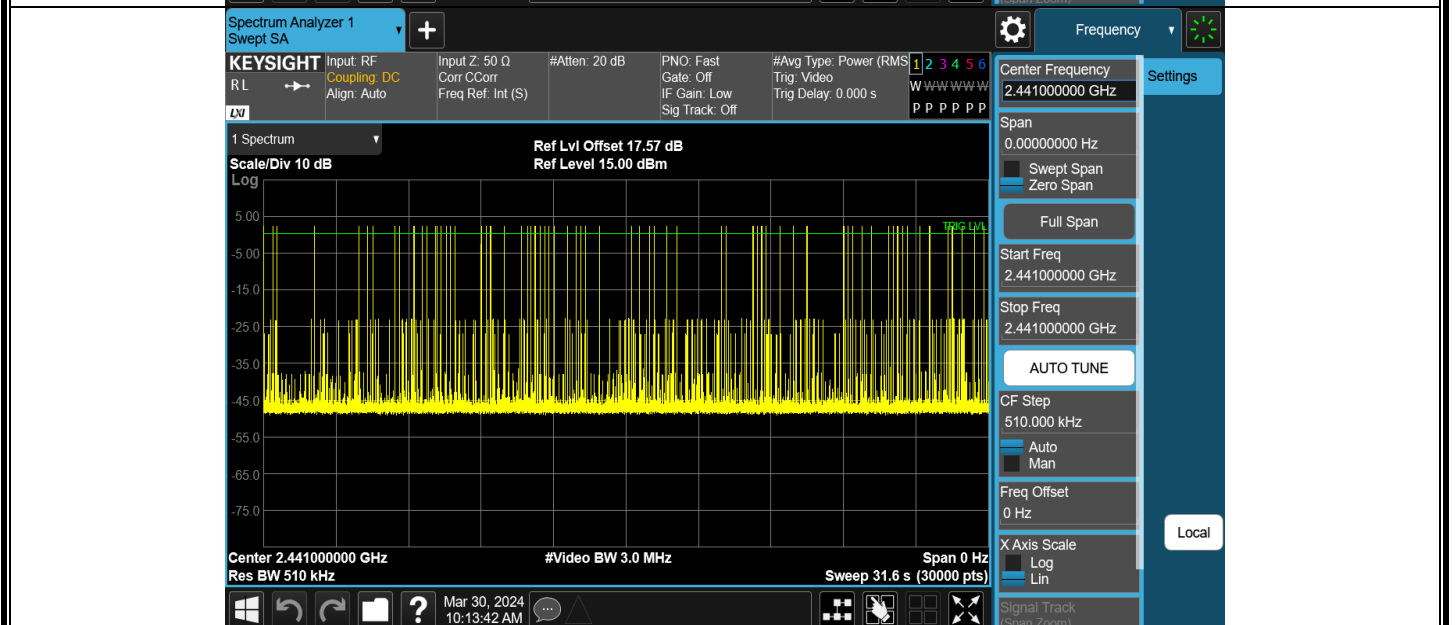 (Span Zoom)
Spectrum Analyzer 1
Swept SA
+
Frequency
KEYSIGHT
R L
LXI
Input: RF
Coupling: DC
Align: Auto
Input Z: 50 Ω
Corr CCorr
Freq Ref: Int (S)
#Atten: 20 dB
PNO: Fast
Gate: Off
IF Gain: Low
Sig Track: Off
#Avg Type: Power (RMS
Trig: Video
Trig Delay: 0.000 s
1 2 3 4 5 6
W W W W W W
P P P P P P
1 Spectrum
Scale/Div 10 dB
Log
Ref Lvl Offset 17.57 dB
Ref Level 15.00 dBm
TRIG LVL
5.00
-5.00
-15.0
-25.0
-35.0
-45.0
-55.0
-65.0
-75.0
Center 2.441000000 GHz
#Video BW 3.0 MHz
Span 0 Hz
Res BW 510 kHz
Sweep 31.6 s (30000 pts)
Center Frequency
2.441000000 GHz
Settings
Span
0.00000000 Hz
Swept Span
Zero Span
Full Span
Start Freq
2.441000000 GHz
Stop Freq
2.441000000 GHz
AUTO TUNE
CF Step
510.000 kHz
Auto
Man
Freq Offset
0 Hz
X Axis Scale
Log
Lin
Local
Signal Track
(Span Zoom)
?
Mar 30, 2024
10:13:42 AM